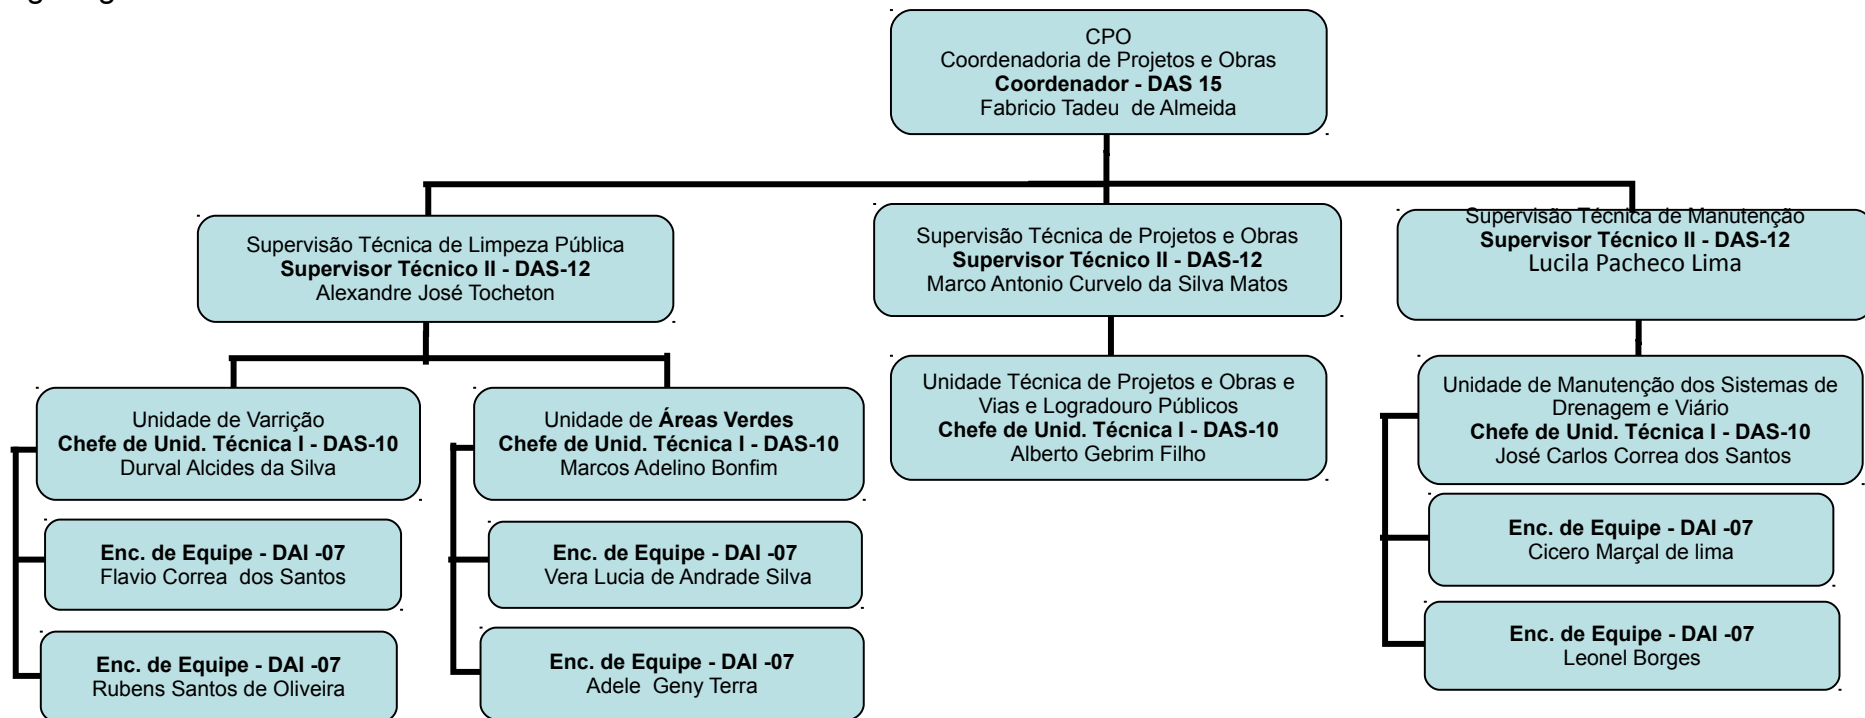 CPO
Coordenadoria de Projetos e Obras
Coordenador - DAS 15
Fabricio Tadeu de Almeida
Supervisão Técnica de Limpeza Pública
Supervisor Técnico II - DAS-12
Alexandre José Tocheton
Supervisão Técnica de Projetos e Obras
Supervisor Técnico II - DAS-12
Marco Antonio Curvelo da Silva Matos
Supervisão Técnica de Manutenção
Supervisor Técnico II - DAS-12
Lucila Pacheco Lima
Unidade de Varrição
Chefe de Unid. Técnica I - DAS-10
Durval Alcides da Silva
Unidade de Áreas Verdes
Chefe de Unid. Técnica I - DAS-10
Marcos Adelino Bonfim
Unidade Técnica de Projetos e Obras e
Vias e Logradouro Públicos
Chefe de Unid. Técnica I - DAS-10
Alberto Gebrim Filho
Unidade de Manutenção dos Sistemas de
Drenagem e Viário
Chefe de Unid. Técnica I - DAS-10
José Carlos Correa dos Santos
Enc. de Equipe - DAI -07
Flavio Correa dos Santos
Enc. de Equipe - DAI -07
Vera Lucia de Andrade Silva
Enc. de Equipe - DAI -07
Cicero Marçal de lima
Enc. de Equipe - DAI -07
Rubens Santos de Oliveira
Enc. de Equipe - DAI -07
Adele Geny Terra
Enc. de Equipe - DAI -07
Leonel Borges